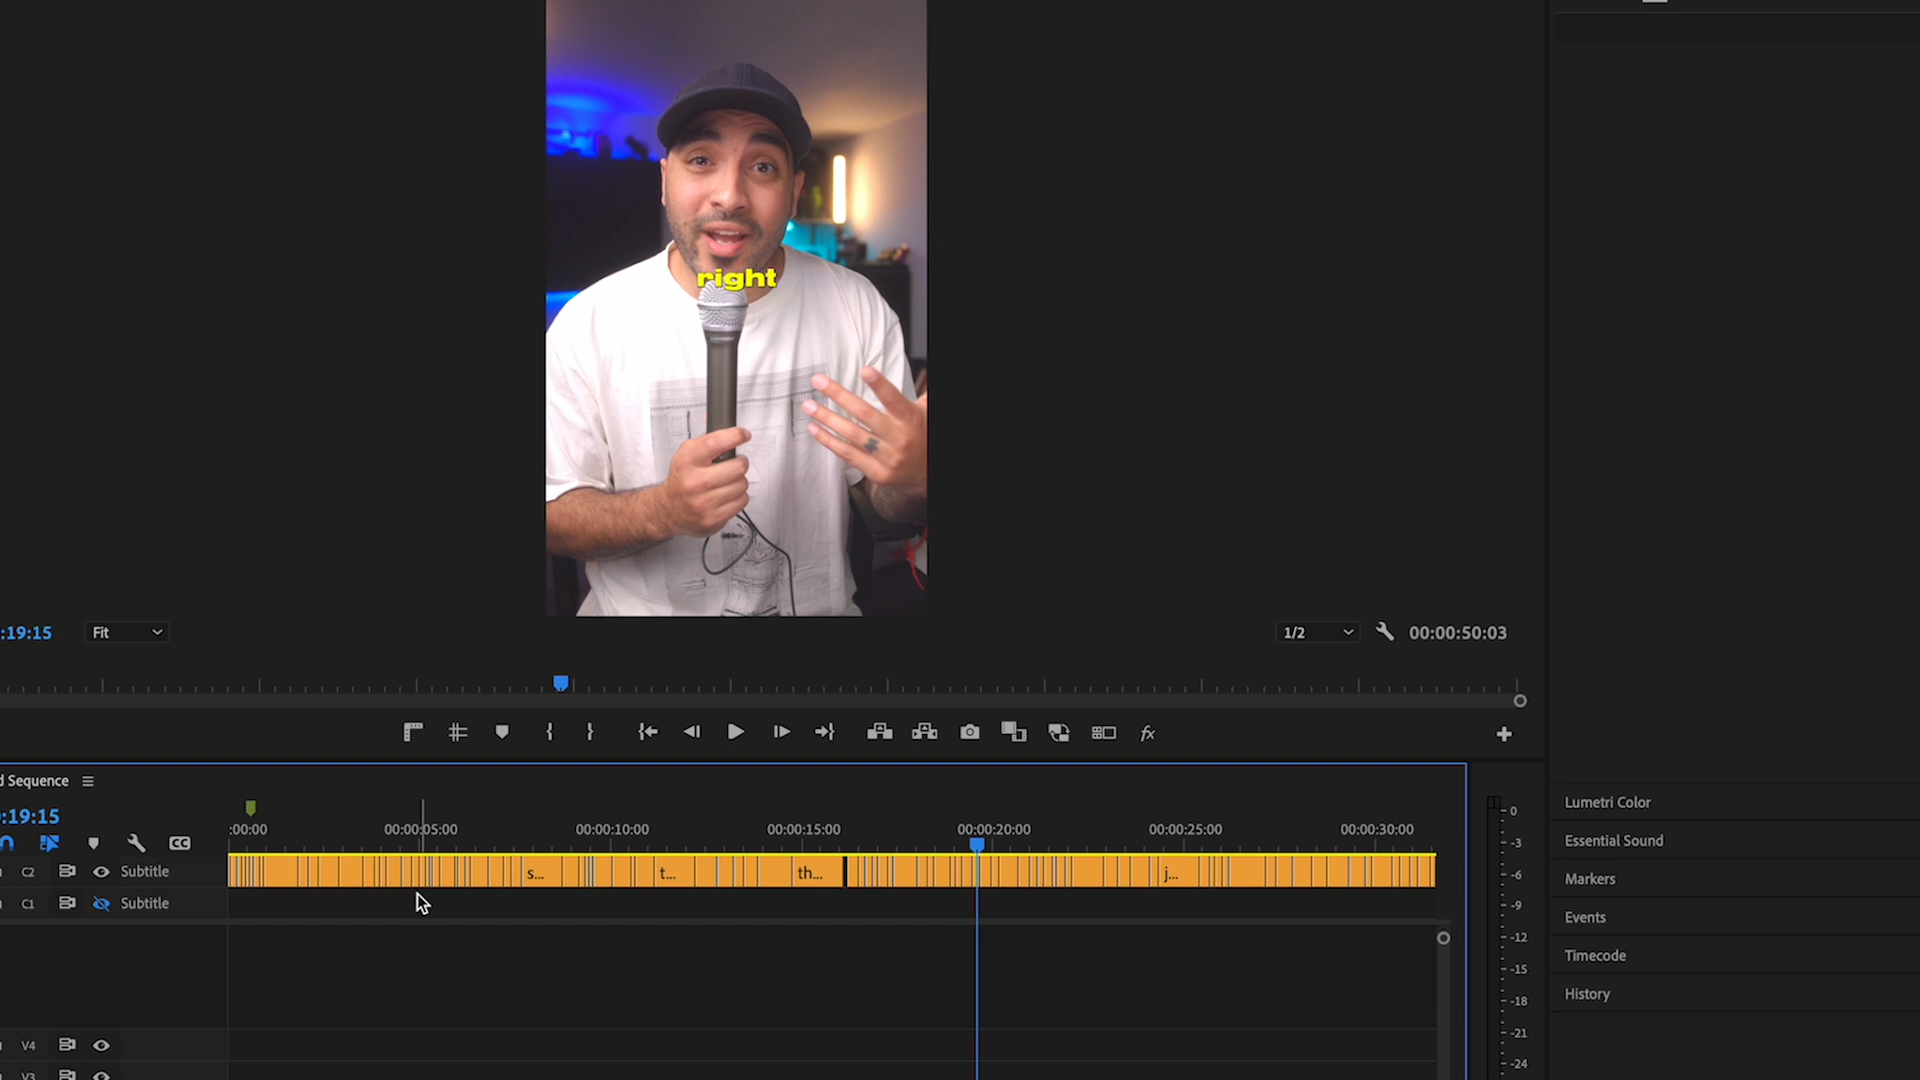 right
:19:15
Fit
1/2
00:00:50:03
d Sequence
:19:15
:00:00
00:00:05:00
00:00:10:00
00:00:15:00
00:00:20:00
00:00:25:00
00:00:30:00
C2
Subtitle
s...
t...
th...
j...
C1
Subtitle
V4
V3
0
-3
-6
-9
-12
-15
-18
-21
-24
Lumetri Color
Essential Sound
Markers
Events
Timecode
History
CC
fx